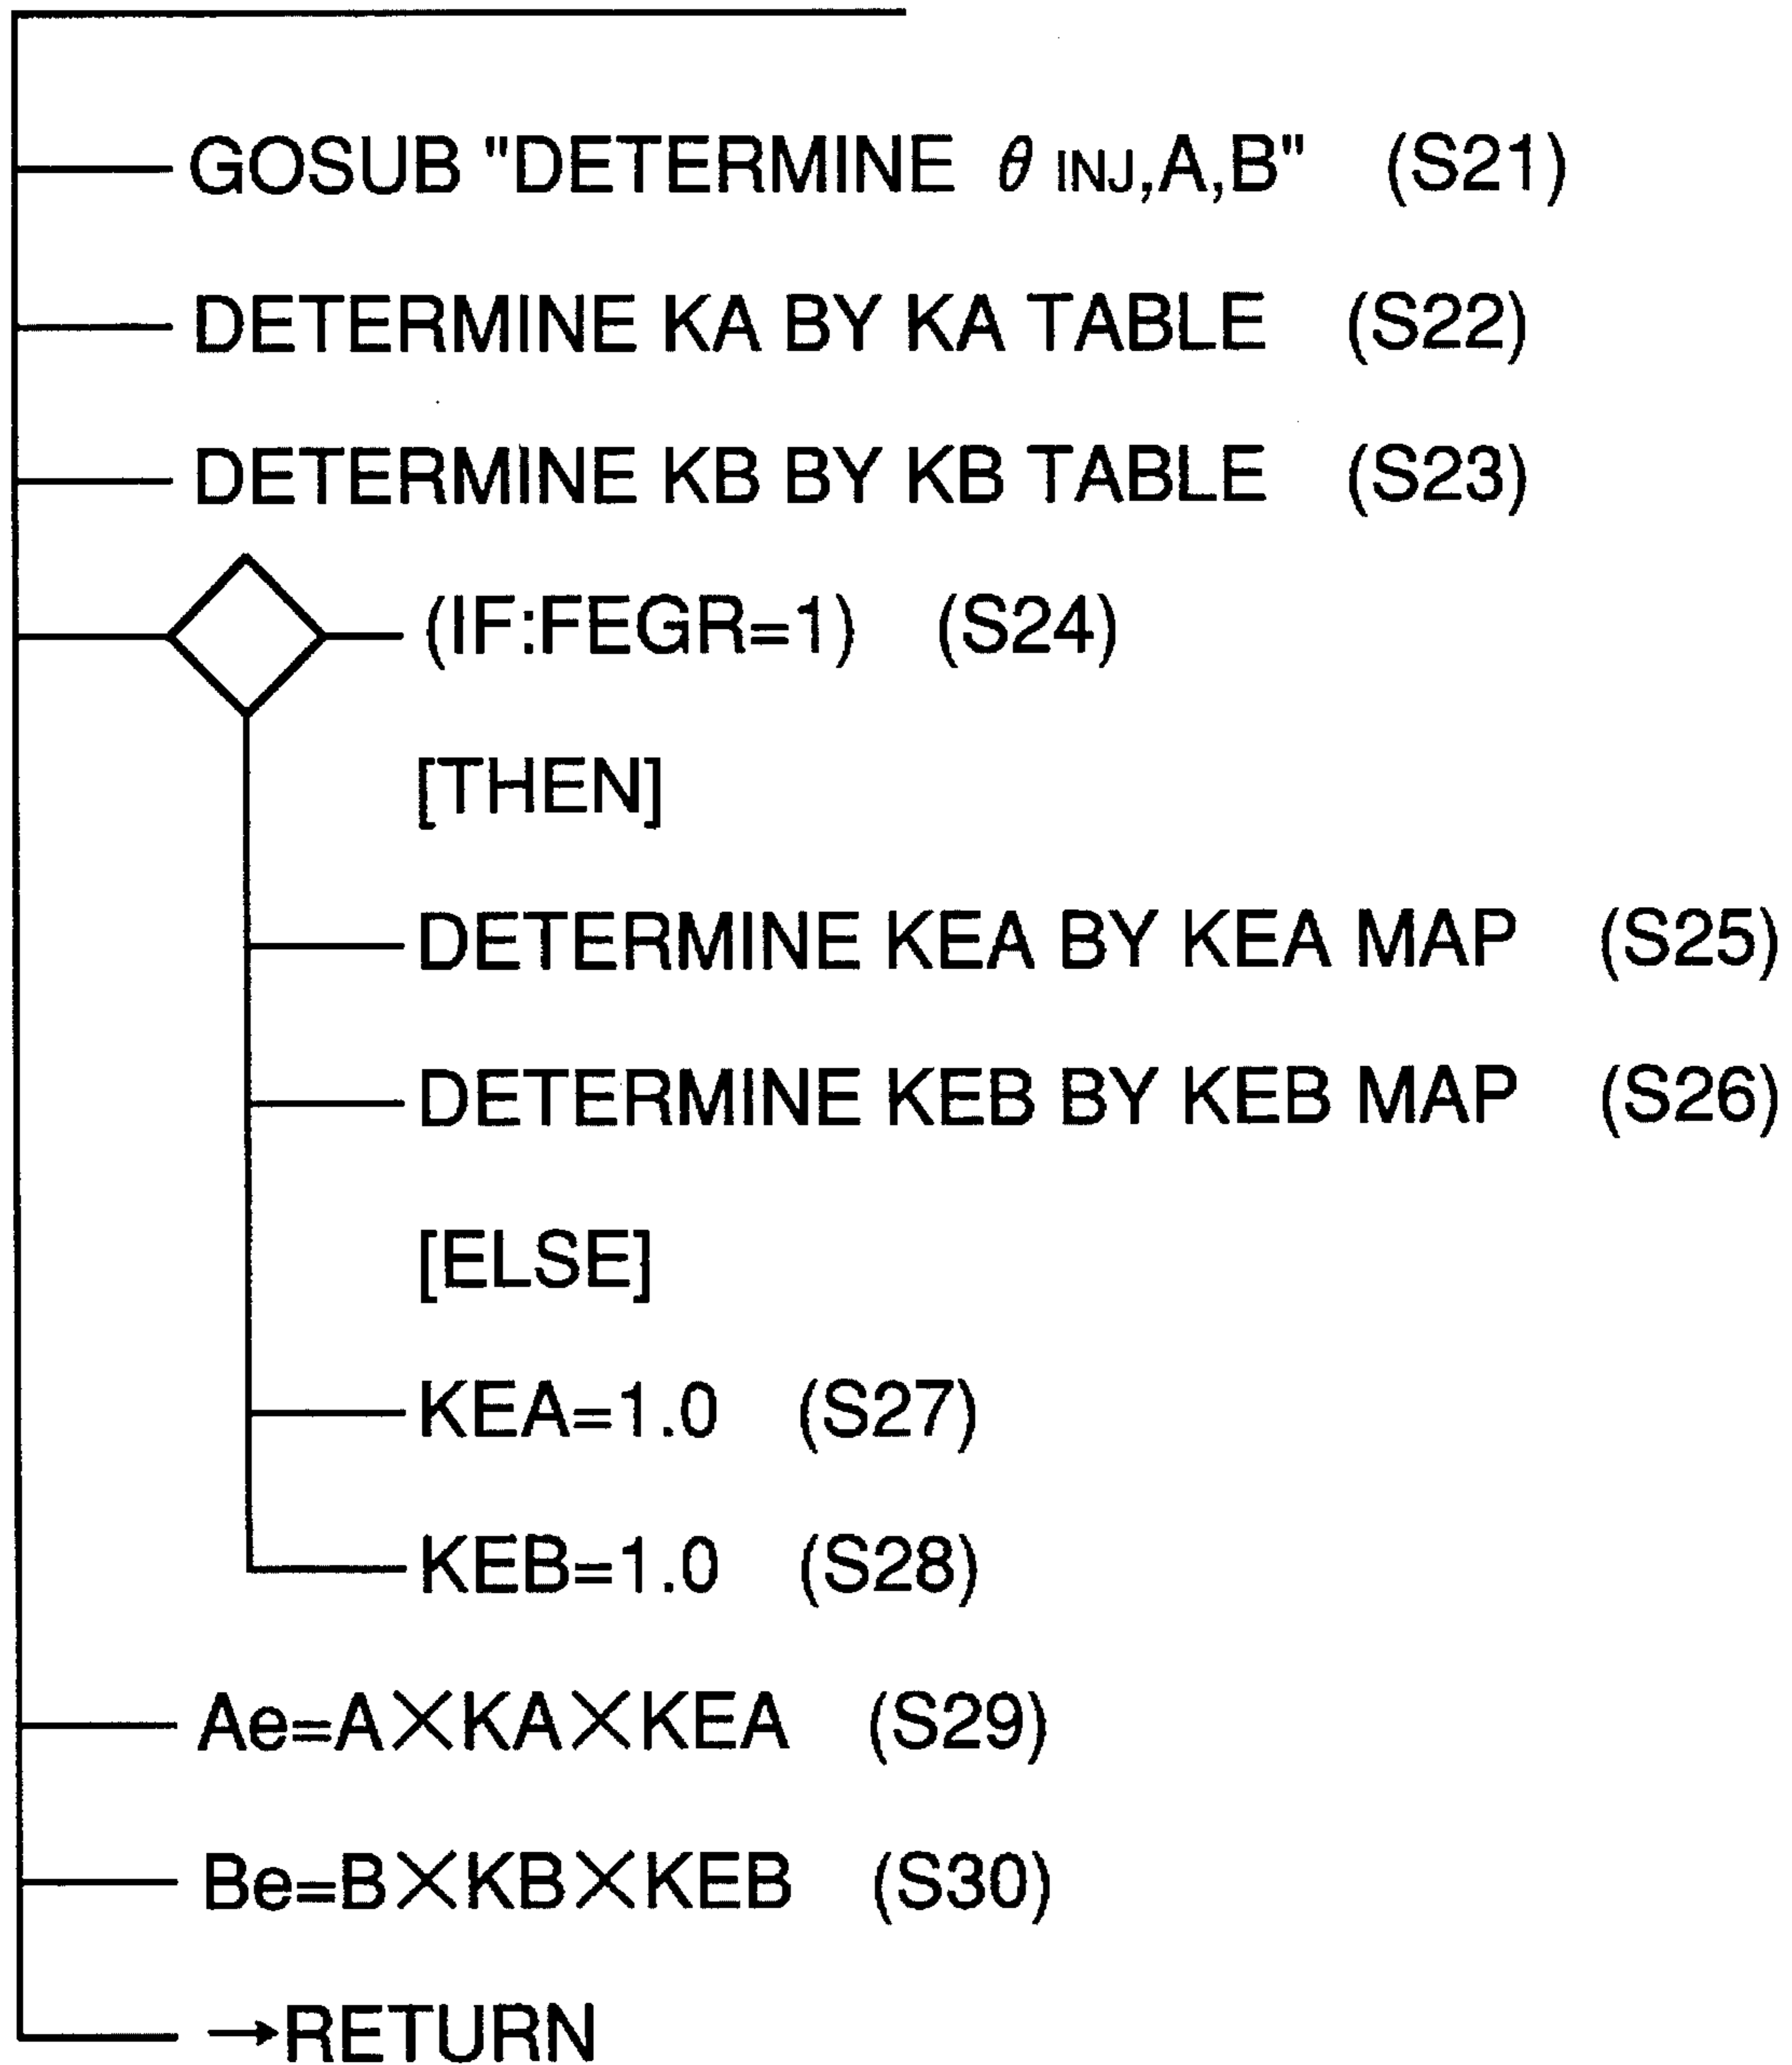 GOSUB "DETERMINE θ INJ,A,B" (S21)
DETERMINE KA BY KA TABLE (S22)
DETERMINE KB BY KB TABLE (S23)
(IF:FEGR=1) (S24)
[THEN]
DETERMINE KEA BY KEA MAP (S25)
DETERMINE KEB BY KEB MAP (S26)
[ELSE]
KEA=1.0 (S27)
KEB=1.0 (S28)
Ae=A×KA×KEA (S29)
Be=B×KB×KEB (S30)
→RETURN